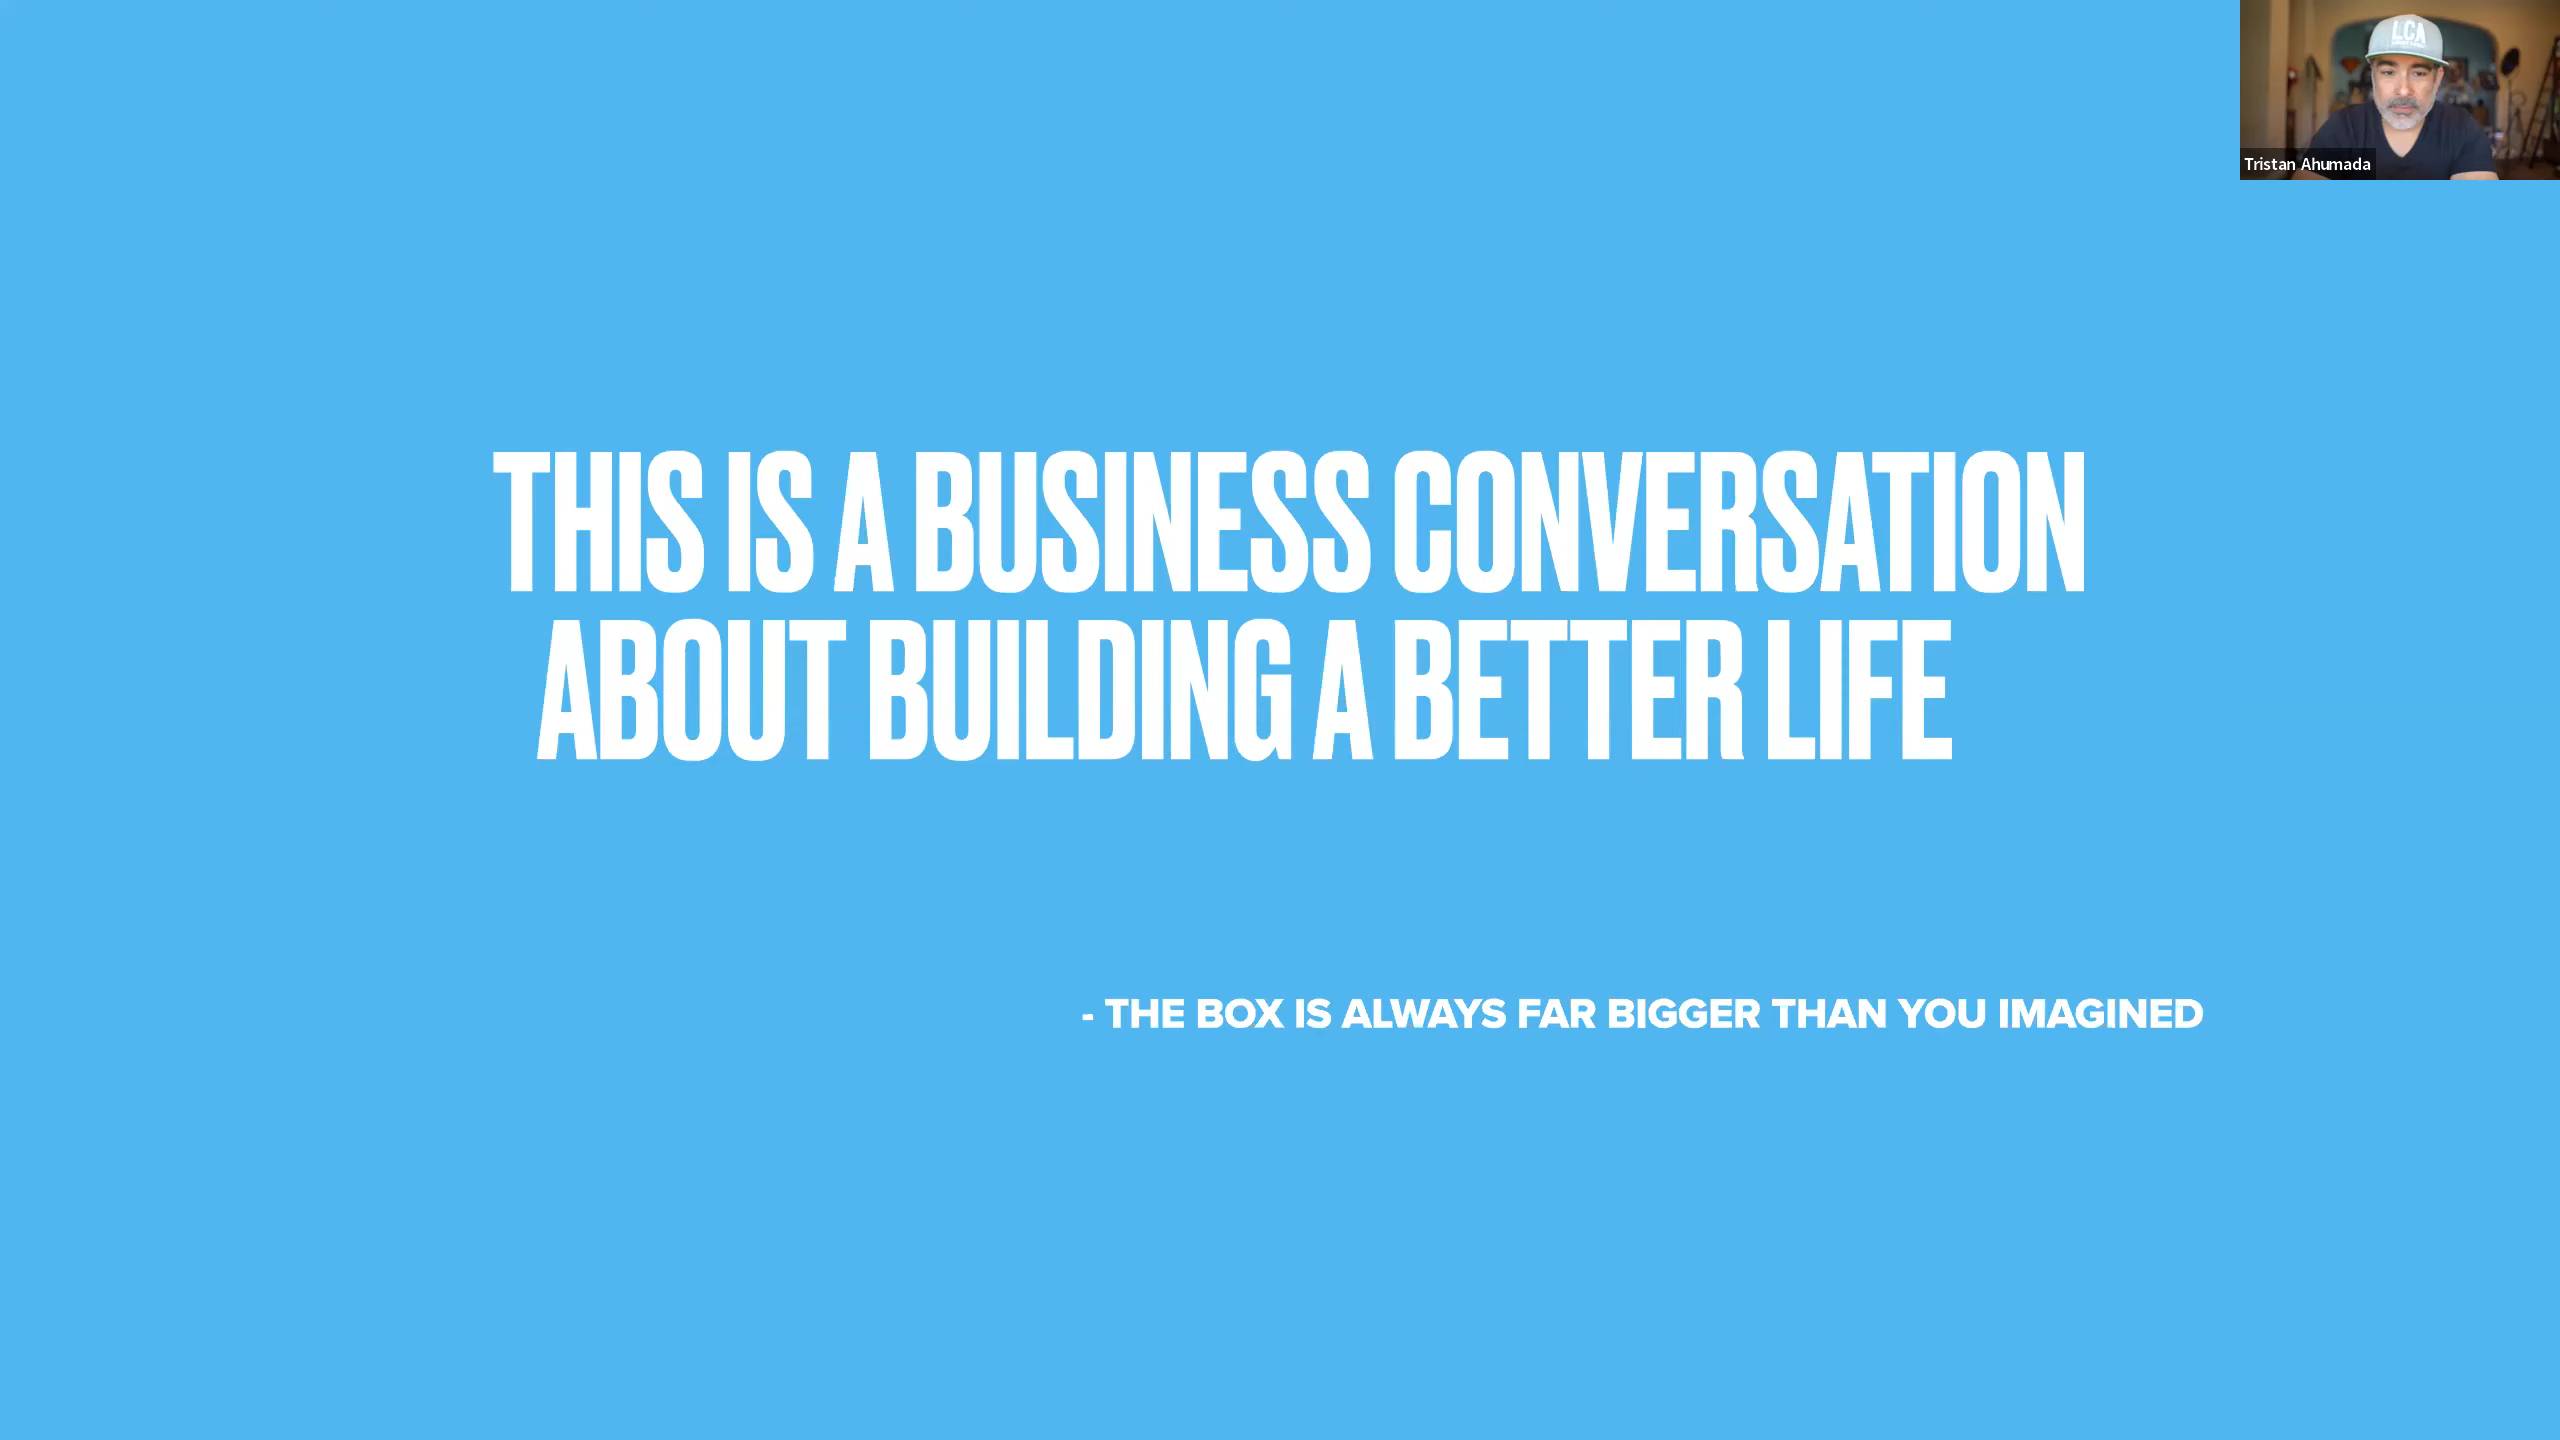 LCA
Tristan Ahumada
THIS IS A BUSINESS CONVERSATION
ABOUT BUILDING A BETTER LIFE
- THE BOX IS ALWAYS FAR BIGGER THAN YOU IMAGINED